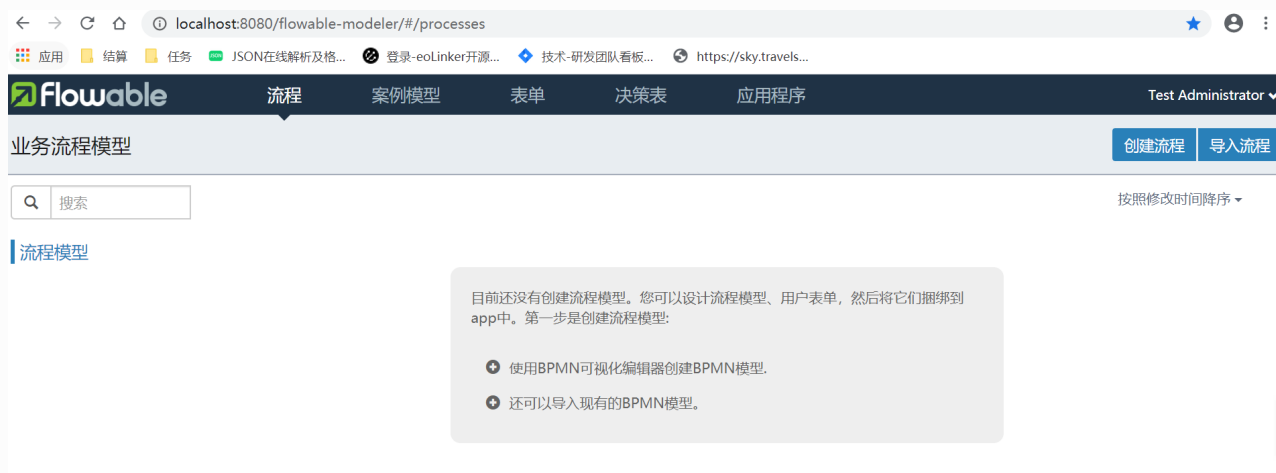 localhost:8080/flowable-modeler/#/processes
应用 结算 任务 JSON JSON在线解析及格... 登录-eoLinker开源... 技术-研发团队看板... https://sky.travels...
flowable 流程 案例模型 表单 决策表 应用程序 Test Administrator
业务流程模型 创建流程 导入流程
搜索 按照修改时间降序
流程模型
目前还没有创建流程模型。您可以设计流程模型、用户表单，然后将它们捆绑到
app中。第一步是创建流程模型:
使用BPMN可视化编辑器创建BPMN模型.
还可以导入现有的BPMN模型。